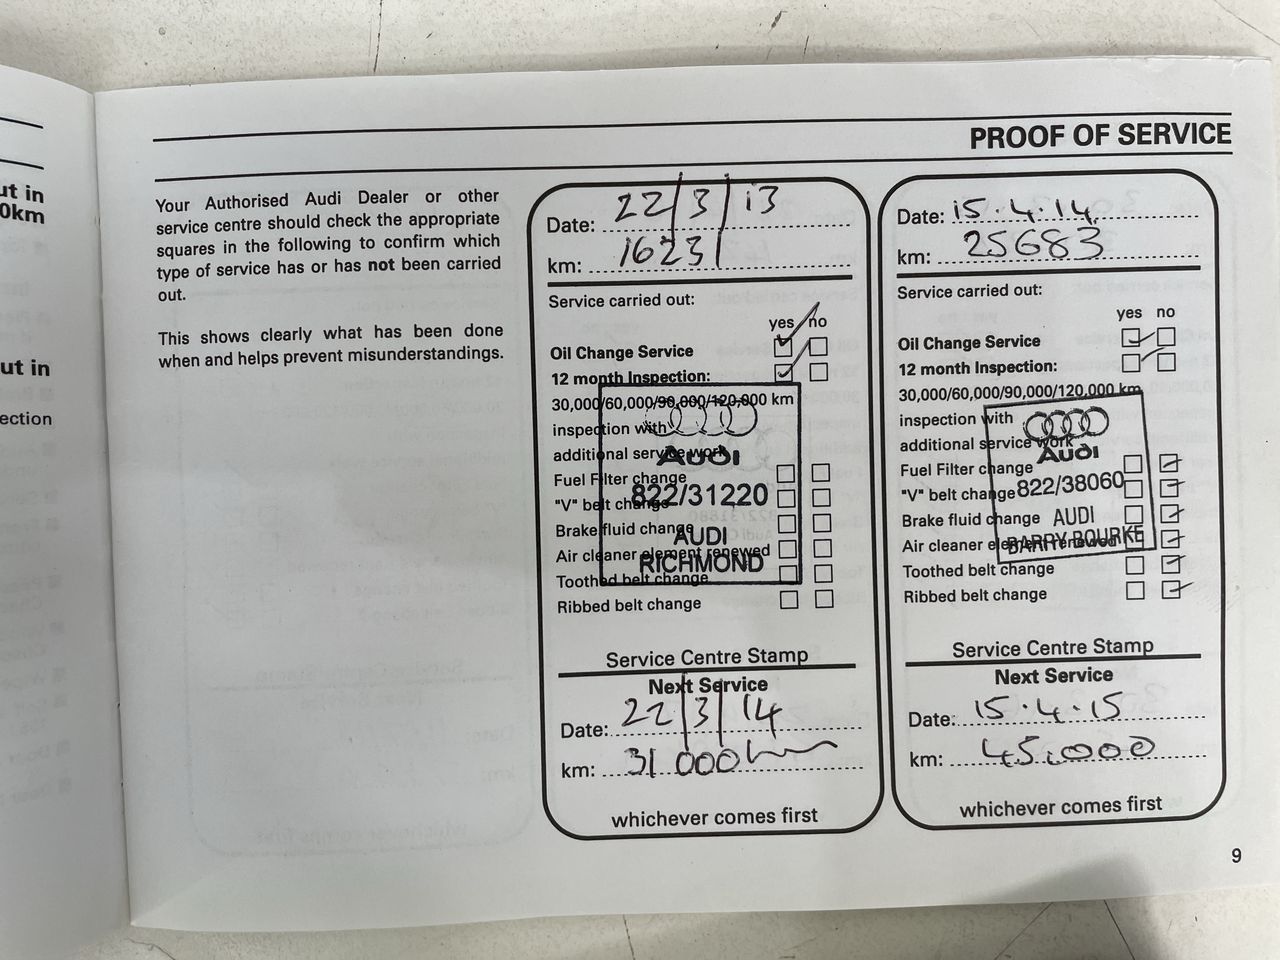 ut in
0km
ut in
ection
PROOF OF SERVICE
Your Authorised Audi Dealer or other
service centre should check the appropriate
squares in the following to confirm which
type of service has or has not been carried
out.
This shows clearly what has been done
when and helps prevent misunderstandings.
Date: 22/3/13
km: 16231
Service carried out:
yes no
Oil Change Service
12 month Inspection:
30,000/60,000/90,000/120,000 km
inspection with
additional service work
Fuel Filter change
"V" belt change
Brake fluid change
Air cleaner element renewed
Toothed belt change
Ribbed belt change
Audi
822/31220
AUDI
RICHMOND
Service Centre Stamp
Next Service
Date: 22/3/14
km: 31 000km
whichever comes first
Date: 15.4.14
km: 25683
Service carried out:
yes no
Oil Change Service
12 month Inspection:
30,000/60,000/90,000/120,000 km
inspection with
additional service work
Fuel Filter change
"V" belt change
Brake fluid change
Air cleaner element renewed
Toothed belt change
Ribbed belt change
Audi
822/38060
AUDI
BARRY BOURKE
Service Centre Stamp
Next Service
Date: 15.4.15
km: 45.000
whichever comes first
9